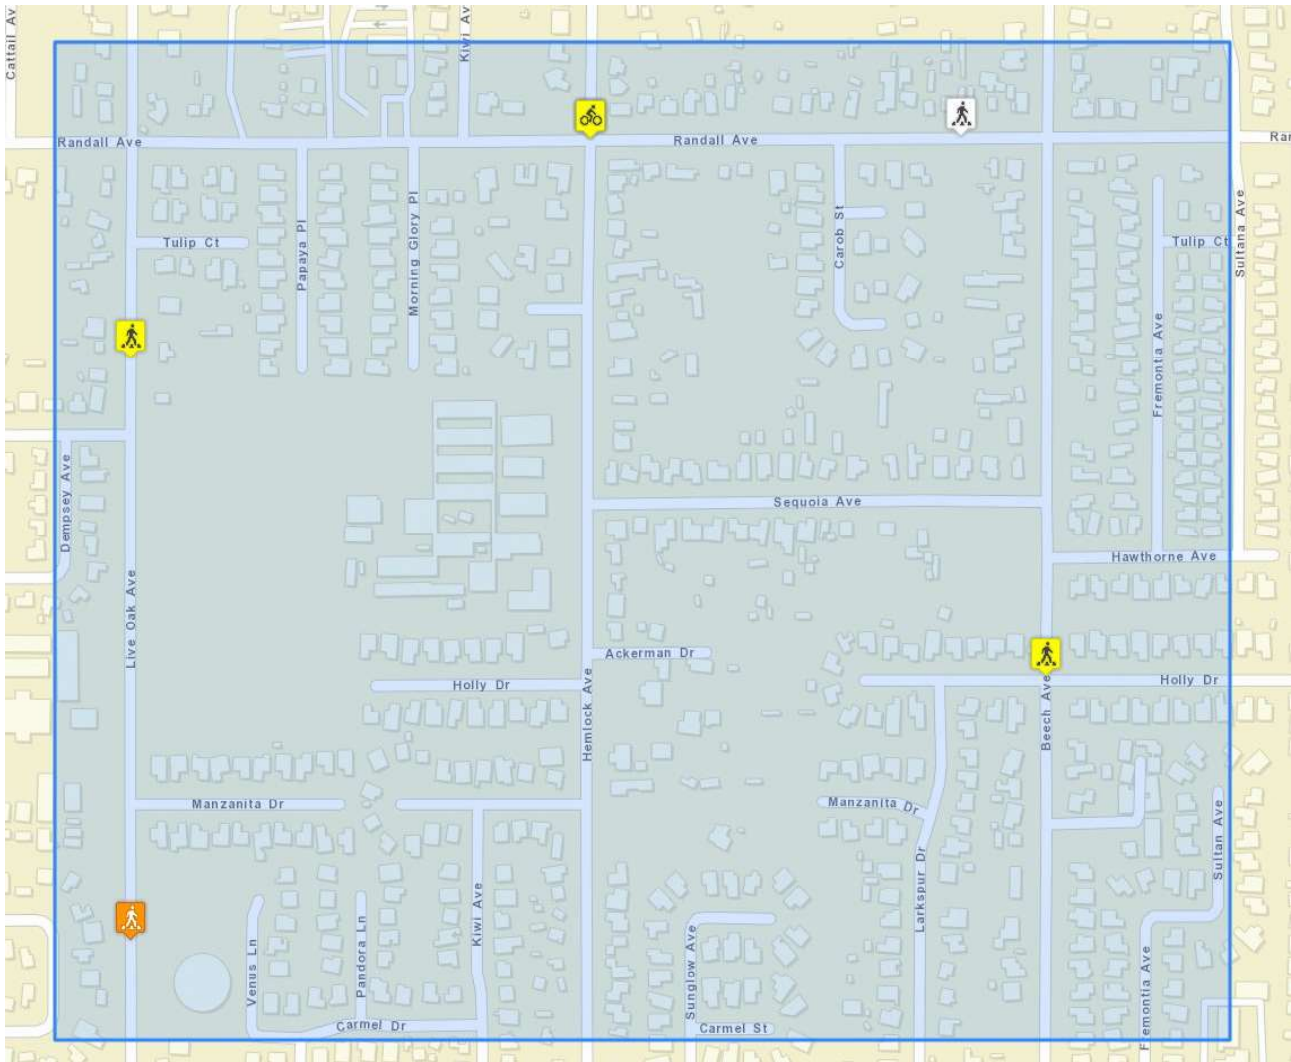 Cattail Av
Kiwi Av
Randall Ave
Randall Ave
Ra
Tulip Ct
Papaya Pl
Morning Glory Pl
Carob St
Tulip Ct
Sultana Ave
Fremontia Ave
Dempsey Ave
Sequoia Ave
Hawthorne Ave
Live Oak Ave
Ackerman Dr
Holly Dr
Hemlock Ave
Holly Dr
Beech Ave
Manzanita Dr
Manzanita Dr
Sultan Ave
Larkspur Dr
Kiwi Ave
Venus Ln
Pandora Ln
Sunglow Ave
Fremontia Ave
Carmel Dr
Carmel St